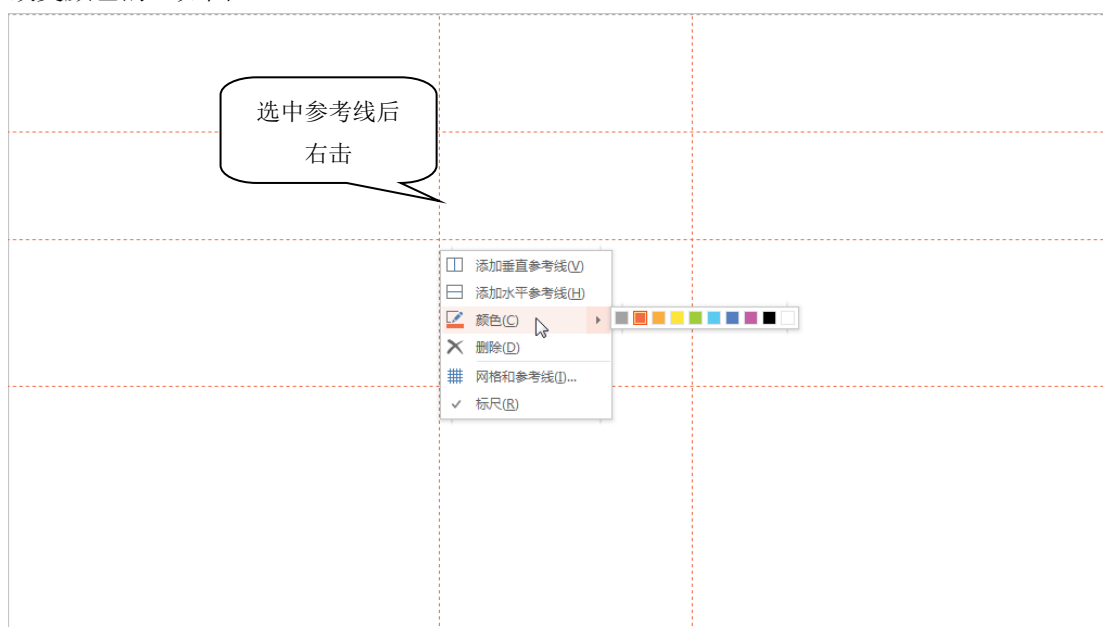 选中参考线后
右击
添加垂直参考线(V)
添加水平参考线(H)
颜色(C)
删除(D)
网格和参考线(I)...
标尺(R)